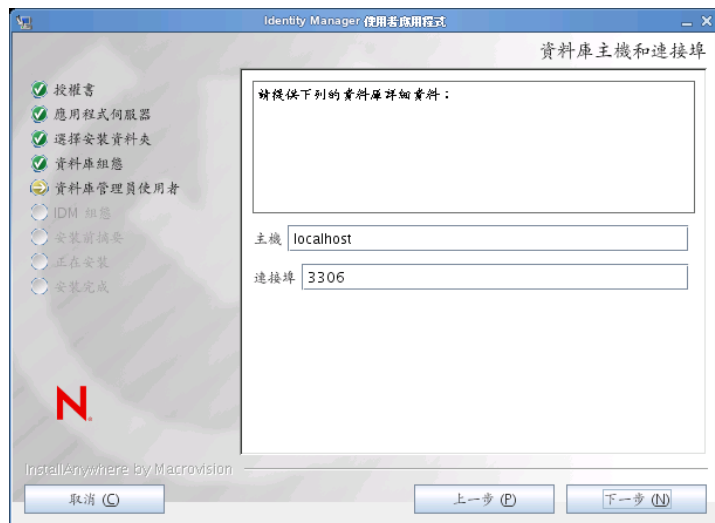 Identity Manager 使用者應用程式
資料庫主機和連接埠
授權書
應用程式伺服器
選擇安裝資料夾
資料庫組態
資料庫管理員使用者
IDM 組態
安裝前摘要
正在安裝
安裝完成
請提供下列的資料庫詳細資料：
主機 localhost
連接埠 3306
N
InstallAnywhere by Macrovision
取消 (C)
上一步 (P)
下一步 (N)